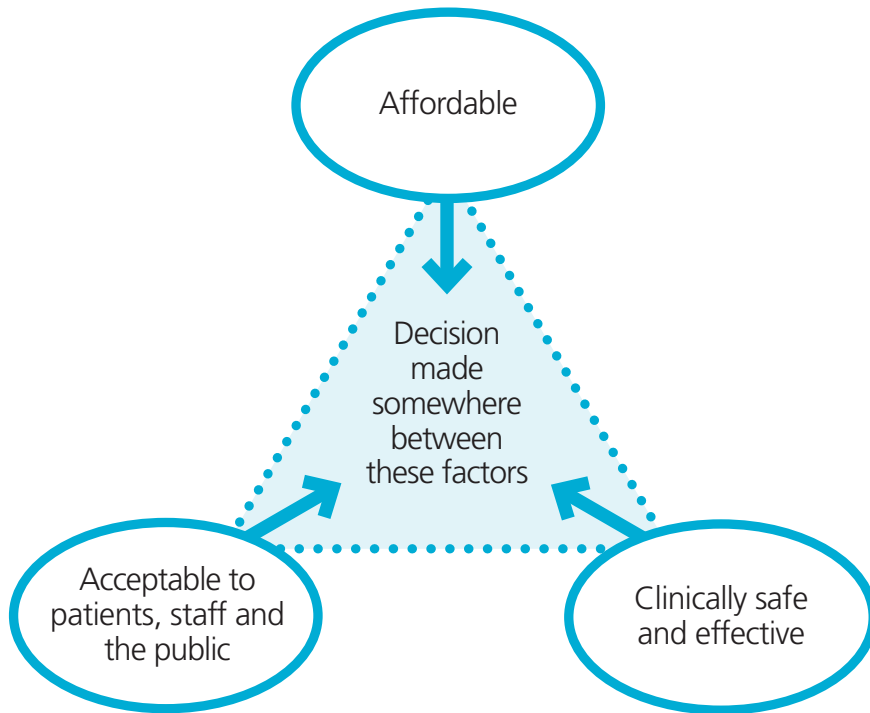 Affordable
Decision
made
somewhere
between
these factors
Acceptable to
patients, staff and
the public
Clinically safe
and effective